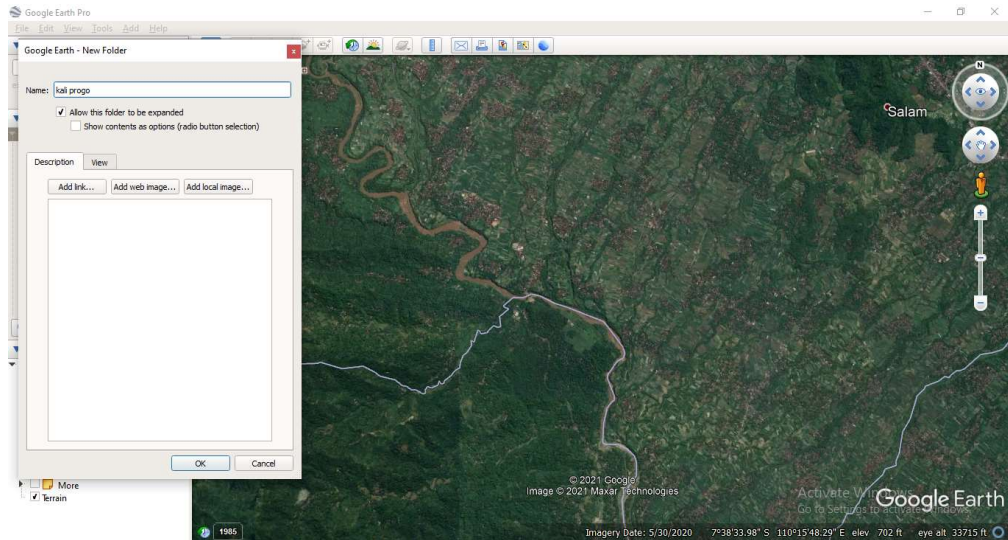 Google Earth Pro
File Edit View Tools Add Help
Google Earth - New Folder
x
Name: kali progo
Allow this folder to be expanded
Show contents as options (radio button selection)
Description View
Add link... Add web image... Add local image...
OK Cancel
More
Terrain
N
Salam
© 2021 Google
Image © 2021 Maxar Technologies
Activate Windows
Go to Settings to activate Windows.
Google Earth
1985
Imagery Date: 5/30/2020 7°38'33.98" S 110°15'48.29" E elev 702 ft eye alt 33715 ft